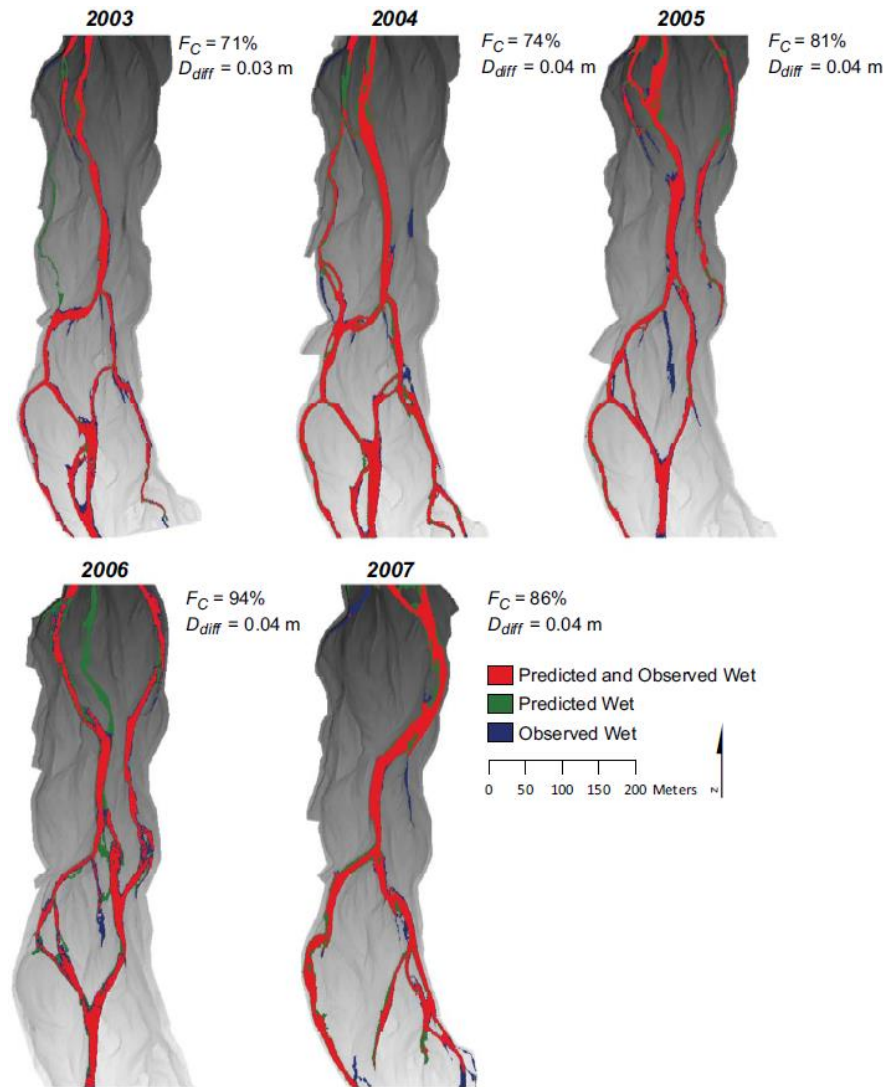 2003
F_C = 71%
D_diff = 0.03 m
2004
F_C = 74%
D_diff = 0.04 m
2005
F_C = 81%
D_diff = 0.04 m
2006
F_C = 94%
D_diff = 0.04 m
2007
F_C = 86%
D_diff = 0.04 m
Predicted and Observed Wet
Predicted Wet
Observed Wet
0 50 100 150 200 Meters
N